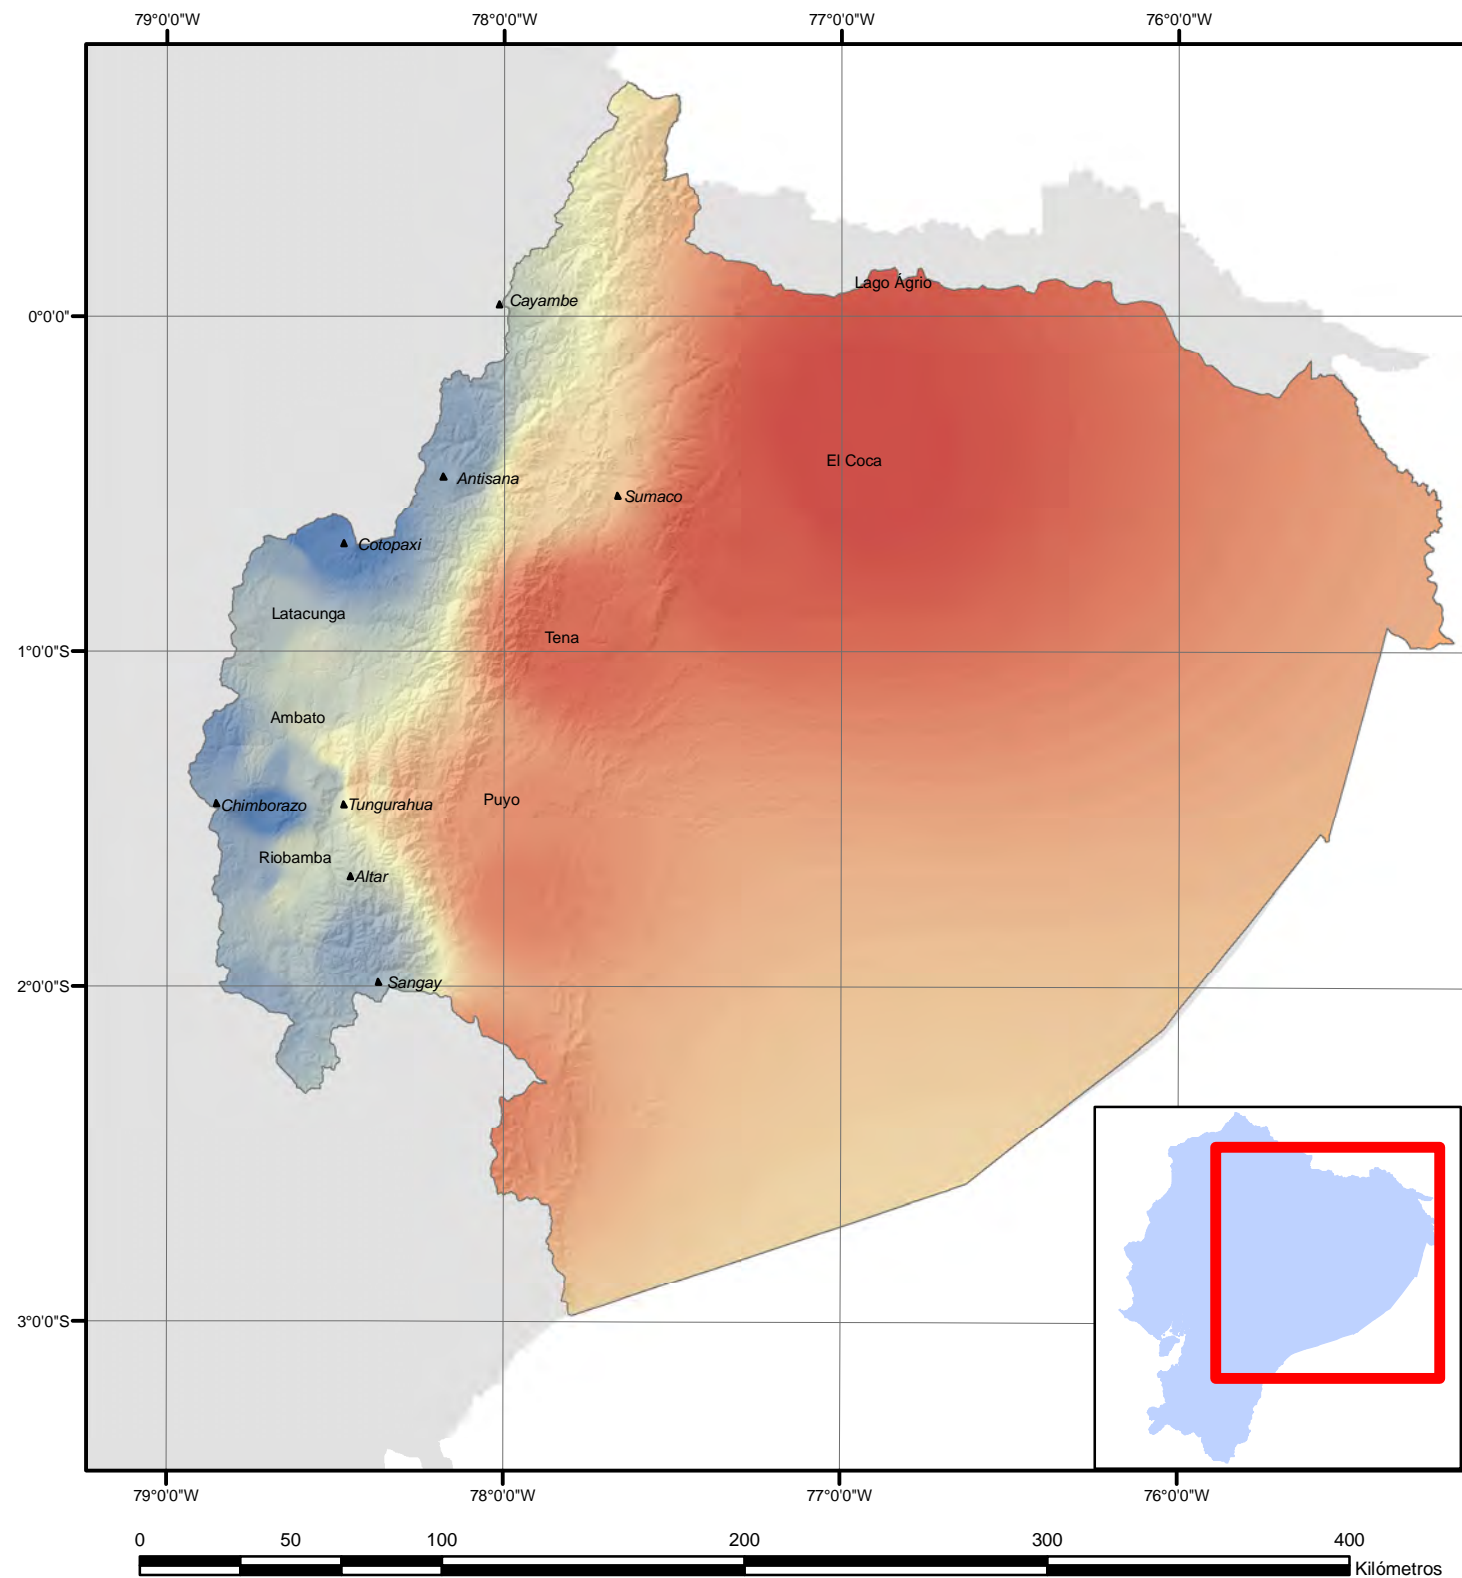 79°0'0"W 78°0'0"W 77°0'0"W 76°0'0"W
Lago Ágrio
Cayambe
0°0'0"
El Coca
Antisana
Sumaco
Cotopaxi
Latacunga
Tena
1°0'0"S
Ambato
Puyo
Chimborazo
Tungurahua
Riobamba
Altar
Sangay
2°0'0"S
3°0'0"S
79°0'0"W 78°0'0"W 77°0'0"W 76°0'0"W
0 50 100 200 300 400
Kilómetros